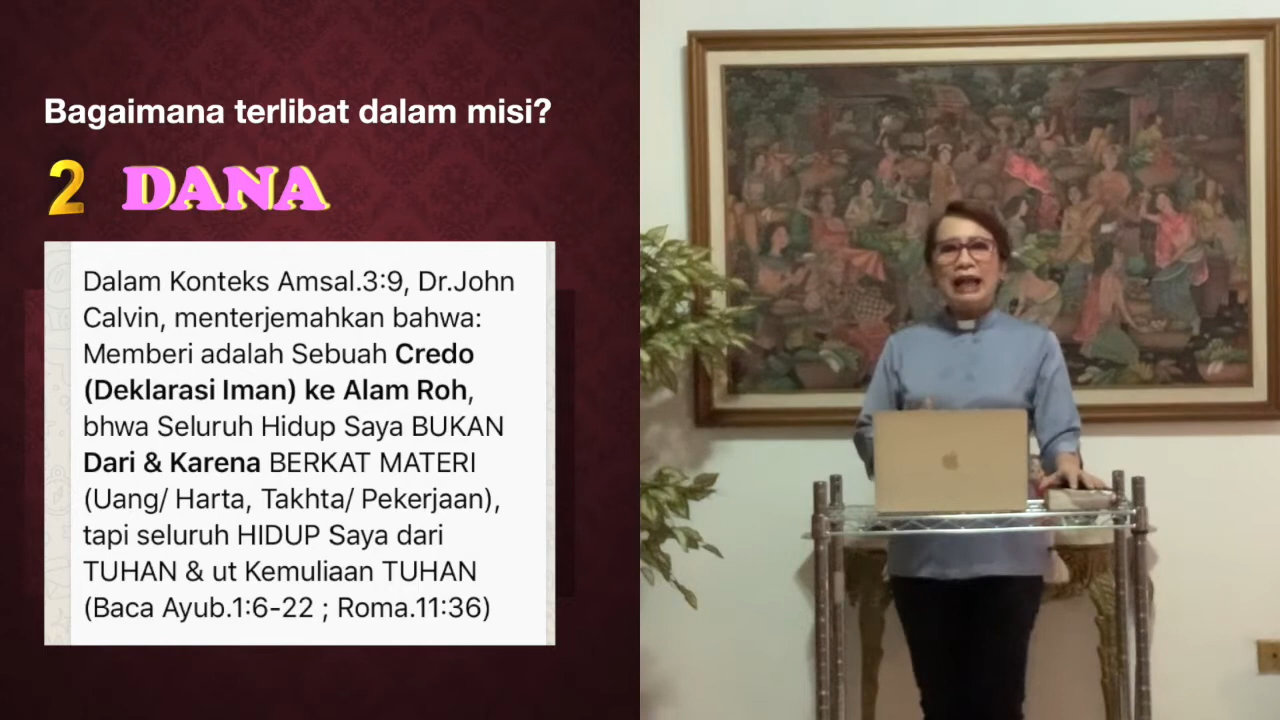 Bagaimana terlibat dalam misi?
2 DANA
Dalam Konteks Amsal.3:9, Dr.John
Calvin, menterjemahkan bahwa:
Memberi adalah Sebuah Credo
(Deklarasi Iman) ke Alam Roh,
bhwa Seluruh Hidup Saya BUKAN
Dari & Karena BERKAT MATERI
(Uang/ Harta, Takhta/ Pekerjaan),
tapi seluruh HIDUP Saya dari
TUHAN & ut Kemuliaan TUHAN
(Baca Ayub.1:6-22 ; Roma.11:36)